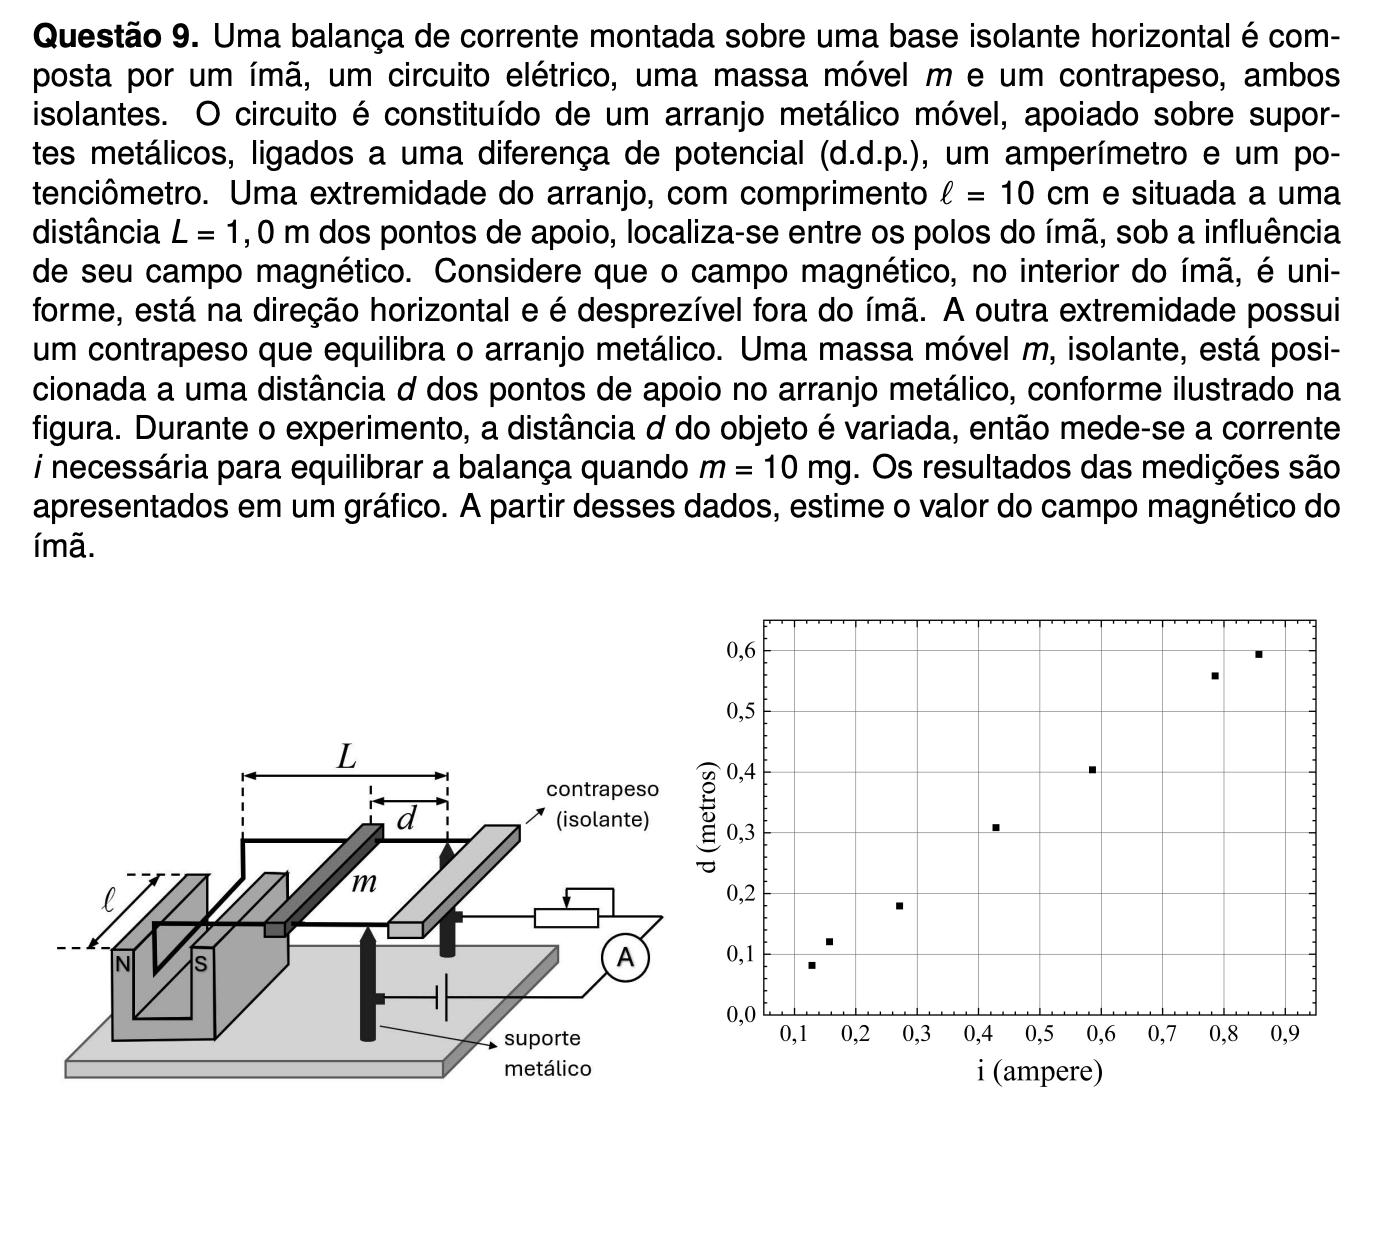 Questão 9. Uma balança de corrente montada sobre uma base isolante horizontal é com-
posta por um ímã, um circuito elétrico, uma massa móvel m e um contrapeso, ambos
isolantes. O circuito é constituído de um arranjo metálico móvel, apoiado sobre supor-
tes metálicos, ligados a uma diferença de potencial (d.d.p.), um amperímetro e um po-
tenciômetro. Uma extremidade do arranjo, com comprimento ℓ = 10 cm e situada a uma
distância L = 1,0 m dos pontos de apoio, localiza-se entre os polos do ímã, sob a influência
de seu campo magnético. Considere que o campo magnético, no interior do ímã, é uni-
forme, está na direção horizontal e é desprezível fora do ímã. A outra extremidade possui
um contrapeso que equilibra o arranjo metálico. Uma massa móvel m, isolante, está posi-
cionada a uma distância d dos pontos de apoio no arranjo metálico, conforme ilustrado na
figura. Durante o experimento, a distância d do objeto é variada, então mede-se a corrente
i necessária para equilibrar a balança quando m = 10 mg. Os resultados das medições são
apresentados em um gráfico. A partir desses dados, estime o valor do campo magnético do
ímã.
L
d
contrapeso
(isolante)
m
ℓ
N
S
A
suporte
metálico
d (metros)
0,6
0,5
0,4
0,3
0,2
0,1
0,0
0,1 0,2 0,3 0,4 0,5 0,6 0,7 0,8 0,9
i (ampere)